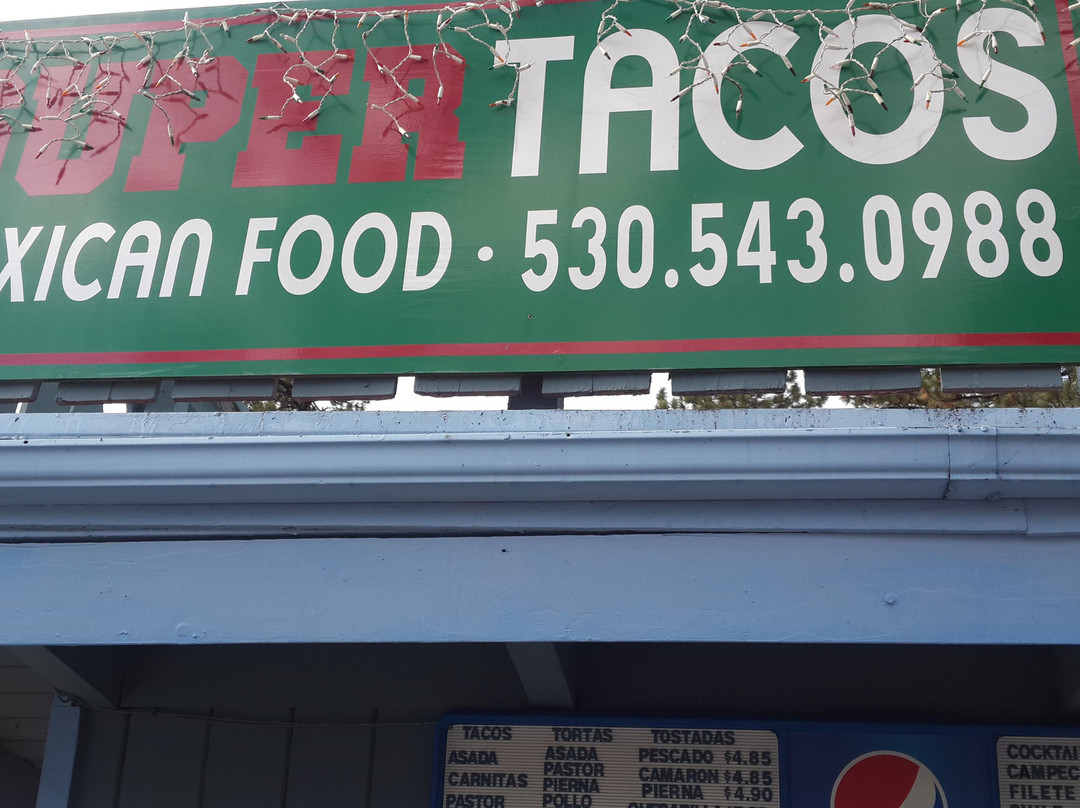 SUPER TACOS
XICAN FOOD · 530.543.0988
TACOS TORTAS TOSTADAS
ASADA ASADA PESCADO $4.85
CARNITAS PASTOR CAMARON $4.85
PASTOR PIERNA PIERNA $4.90
POLLO
COCKTAI
CAMPEC
FILETE